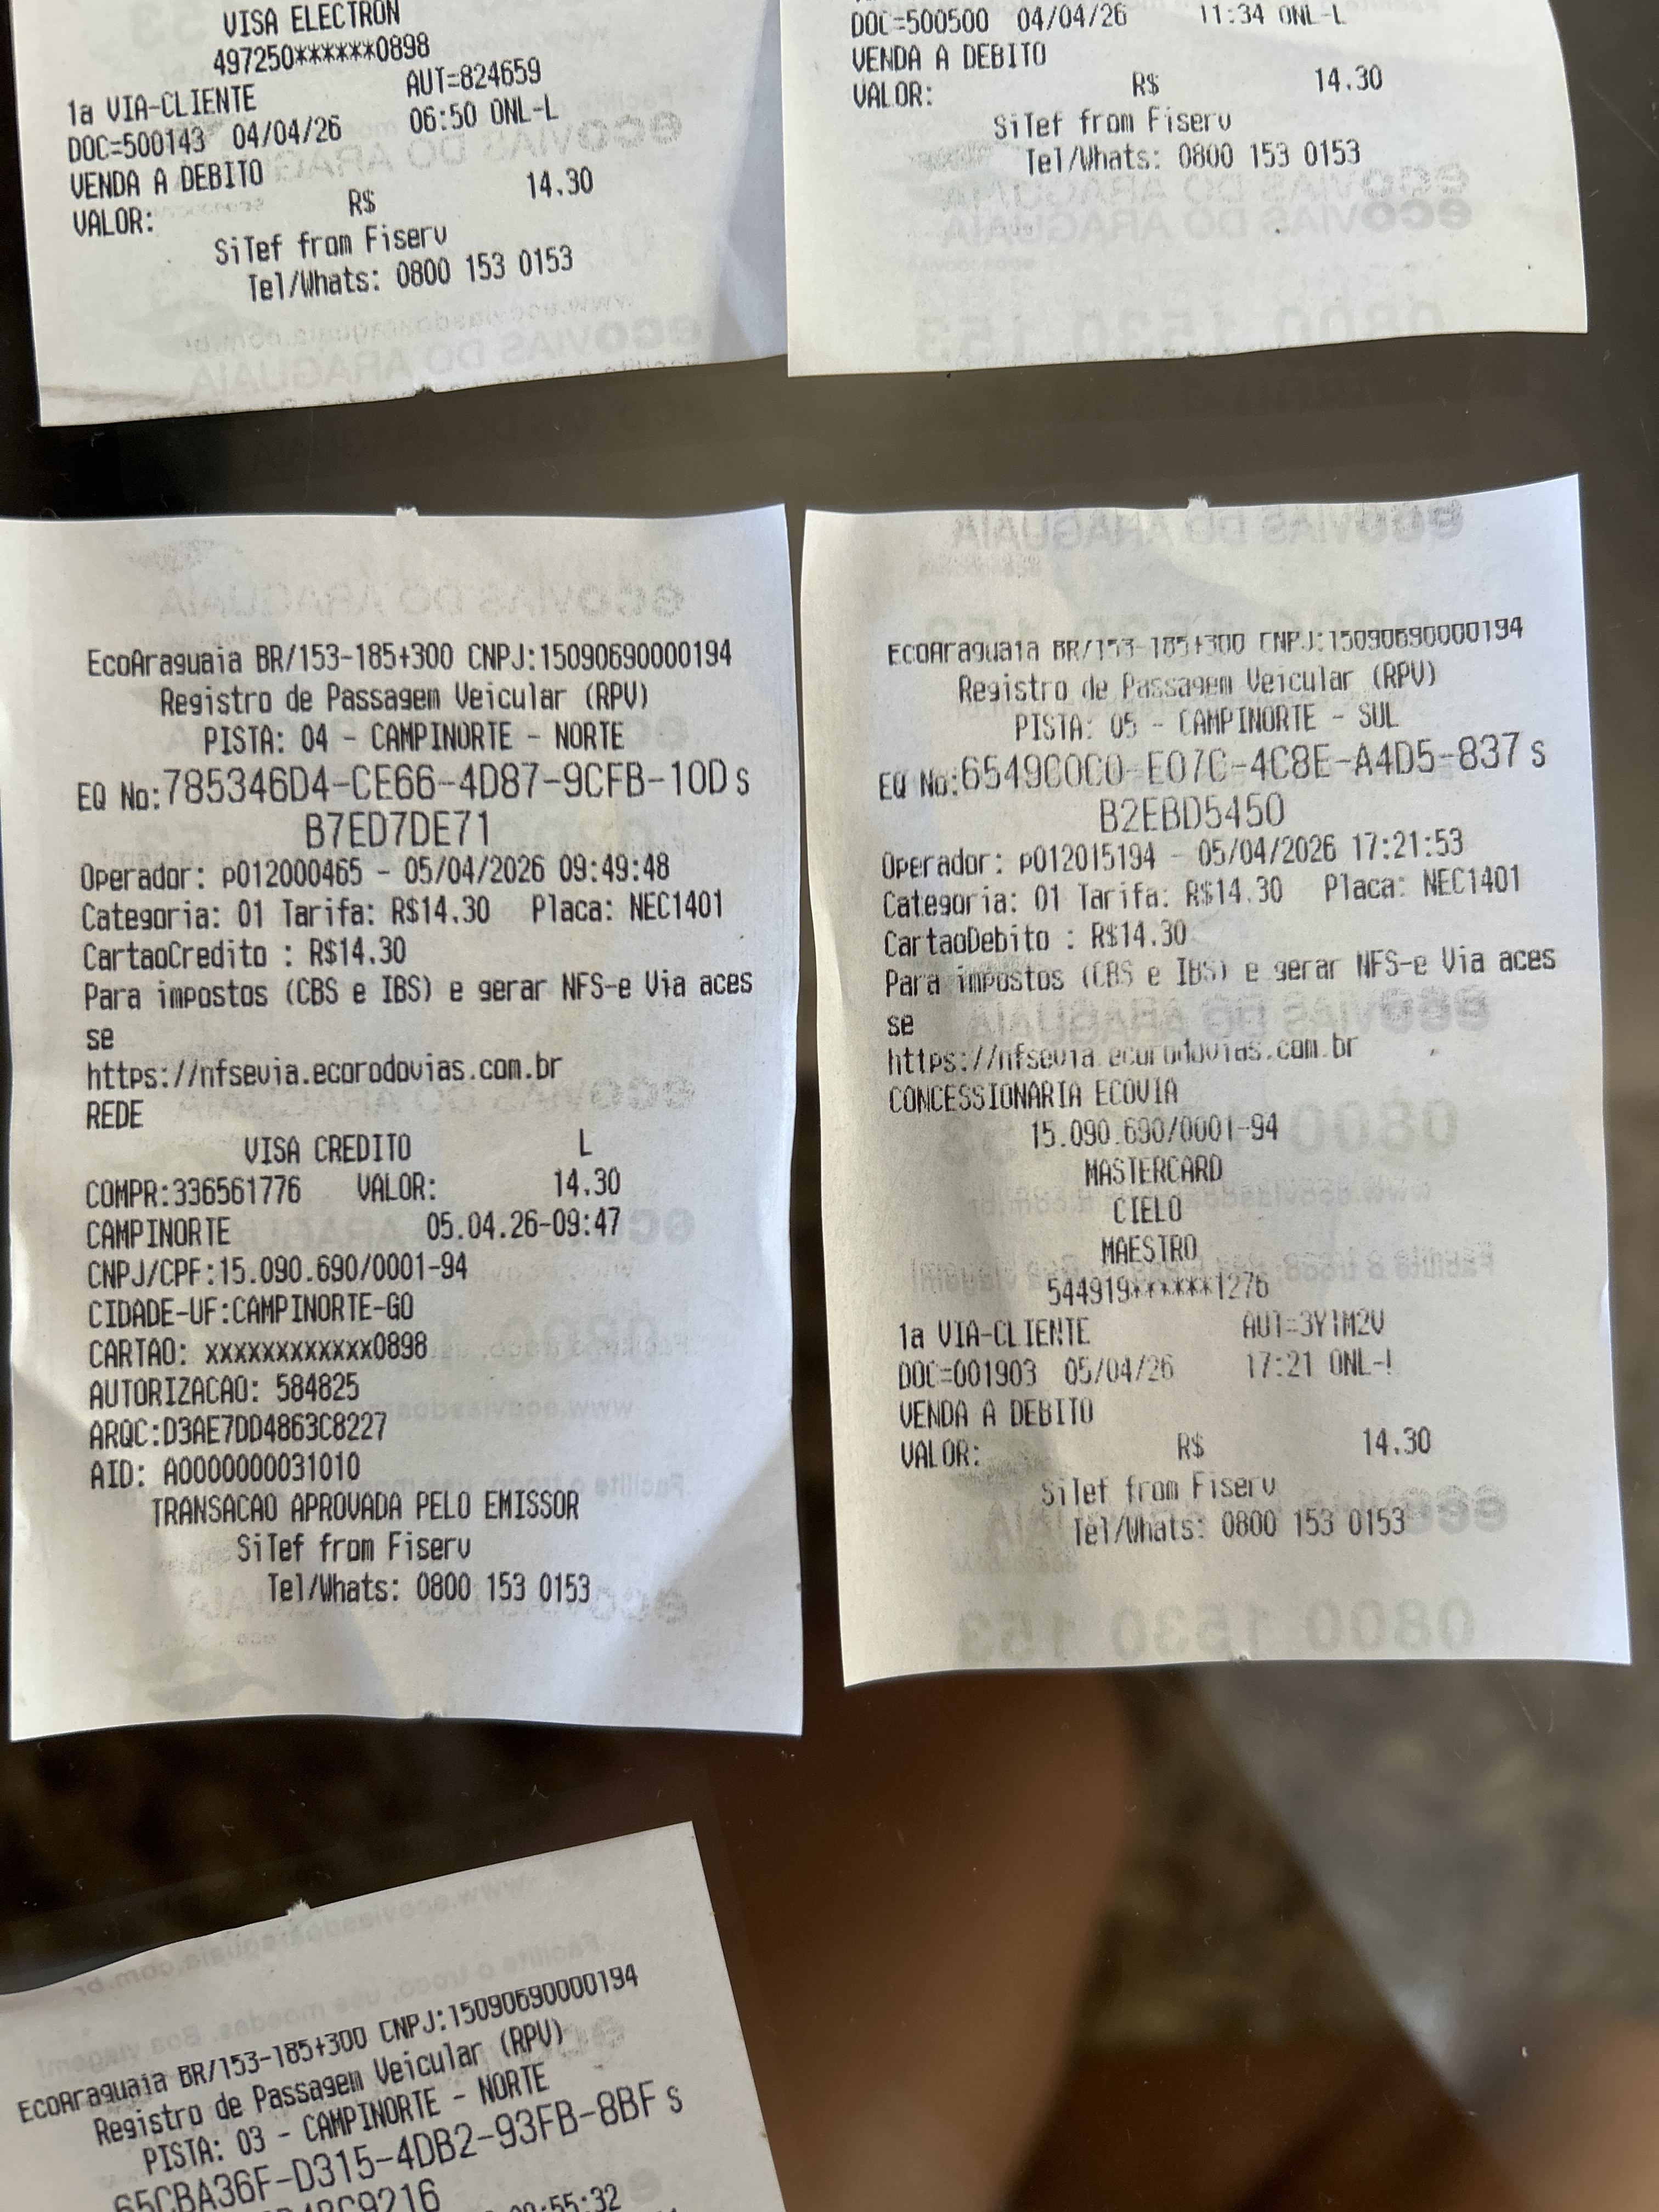 VISA ELECTRON
497250******0898
AUT=824659
1a VIA-CLIENTE
DOC=500143 04/04/26 06:50 ONL-L
VENDA A DEBITO
VALOR: R$ 14.30
SiTef from Fiserv
Tel/Whats: 0800 153 0153
DOC=500500 04/04/26 11:34 ONL-L
VENDA A DEBITO
VALOR: R$ 14.30
SiTef from Fiserv
Tel/Whats: 0800 153 0153
EcoAraguaia BR/153-185+300 CNPJ:15090690000194
Registro de Passagem Veicular (RPV)
PISTA: 04 - CAMPINORTE - NORTE
EQ No:785346D4-CE66-4D87-9CFB-10D s
B7ED7DE71
Operador: p012000465 - 05/04/2026 09:49:48
Categoria: 01 Tarifa: R$14.30 Placa: NEC1401
CartaoCredito : R$14.30
Para impostos (CBS e IBS) e gerar NFS-e Via aces
se
https://nfsevia.ecorodovias.com.br
REDE
VISA CREDITO L
COMPR:336561776 VALOR: 14.30
CAMPINORTE 05.04.26-09:47
CNPJ/CPF:15.090.690/0001-94
CIDADE-UF:CAMPINORTE-GO
CARTAO: xxxxxxxxxxxx0898
AUTORIZACAO: 584825
ARQC:D3AE7DD4863C8227
AID: A0000000031010
TRANSACAO APROVADA PELO EMISSOR
SiTef from Fiserv
Tel/Whats: 0800 153 0153
EcoAraguaia BR/153-185+300 CNPJ:15090690000194
Registro de Passagem Veicular (RPV)
PISTA: 05 - CAMPINORTE - SUL
EQ No:6549C0C0-E07C-4C8E-A4D5-837 s
B2EBD5450
Operador: p012015194 - 05/04/2026 17:21:53
Categoria: 01 Tarifa: R$14.30 Placa: NEC1401
CartaoDebito : R$14.30
Para impostos (CBS e IBS) e gerar NFS-e Via aces
se
https://nfsevia.ecorodovias.com.br
CONCESSIONARIA ECOVIA
15.090.690/0001-94
MASTERCARD
CIELO
MAESTRO
544919******1276
1a VIA-CLIENTE AUT=3Y1M2V
DOC=001903 05/04/26 17:21 ONL-L
VENDA A DEBITO
VALOR: R$ 14.30
SiTef from Fiserv
Tel/Whats: 0800 153 0153
EcoAraguaia BR/153-185+300 CNPJ:15090690000194
Registro de Passagem Veicular (RPV)
PISTA: 03 - CAMPINORTE - NORTE
65CBA36F-D315-4DB2-93FB-8BF s